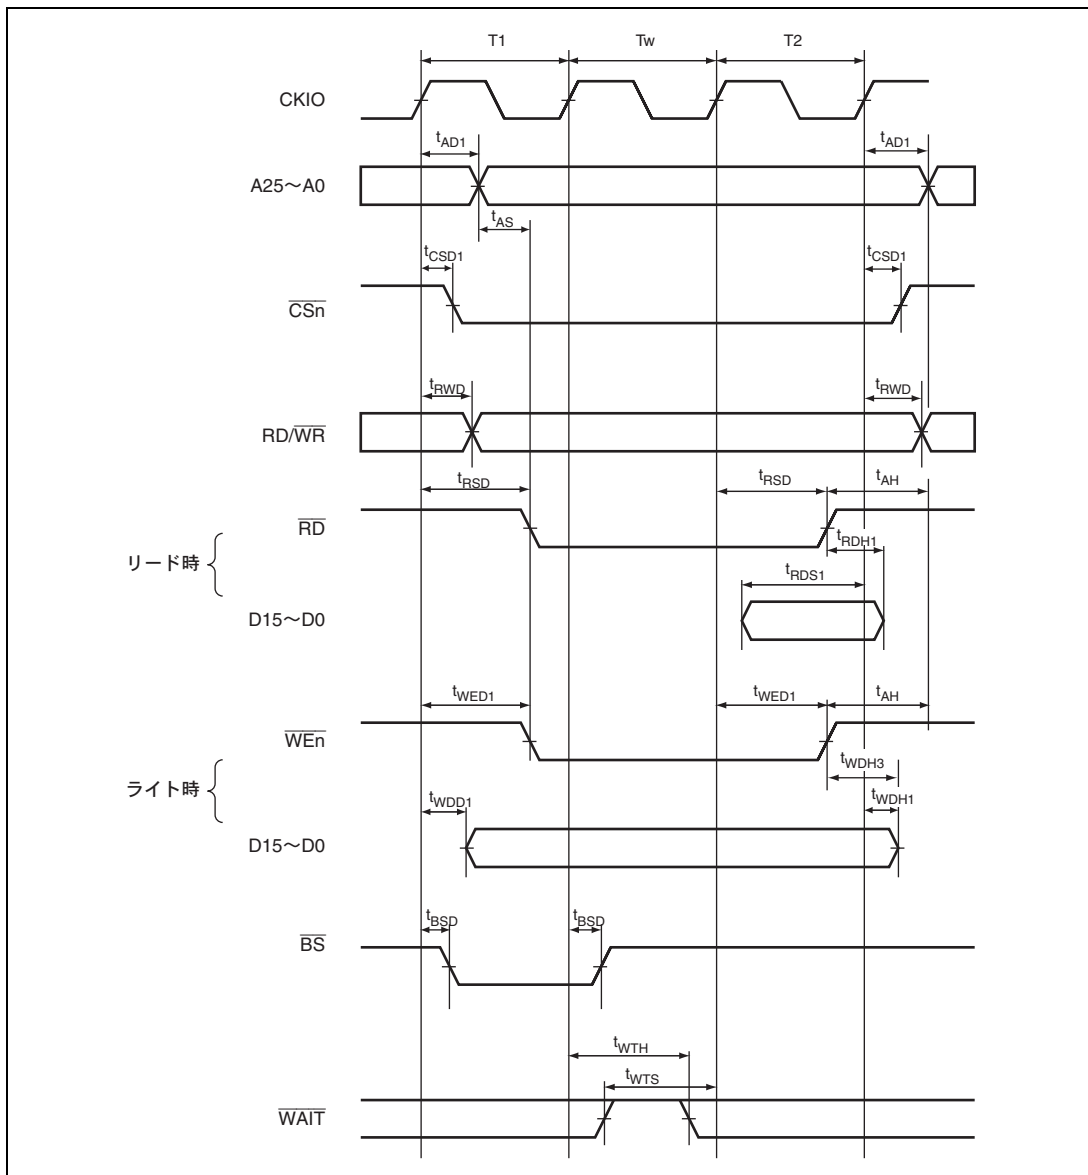 T1 Tw T2
CKIO
tAD1 tAD1
A25～A0
tAS
tCSD1 tCSD1
CSn
tRWD tRWD
RD/WR
tRSD tRSD tAH
RD
tRDH1
リード時
tRDS1
D15～D0
tWED1 tWED1 tAH
WEn
tWDH3
ライト時
tWDD1 tWDH1
D15～D0
tBSD tBSD
BS
tWTH
tWTS
WAIT